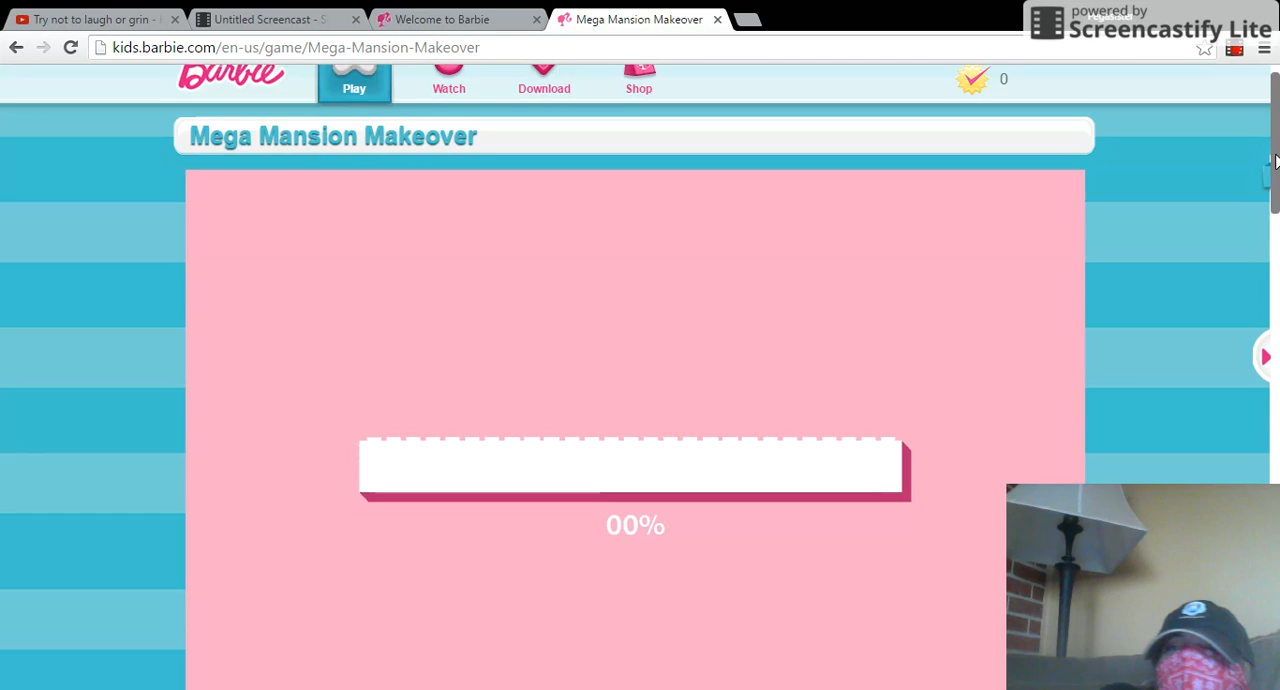 Try not to laugh or grin -
Untitled Screencast - S
Welcome to Barbie
Mega Mansion Makeover
powered by
Screencastify Lite
kids.barbie.com/en-us/game/Mega-Mansion-Makeover
Barbie
Play
Watch
Download
Shop
0
Mega Mansion Makeover
00%